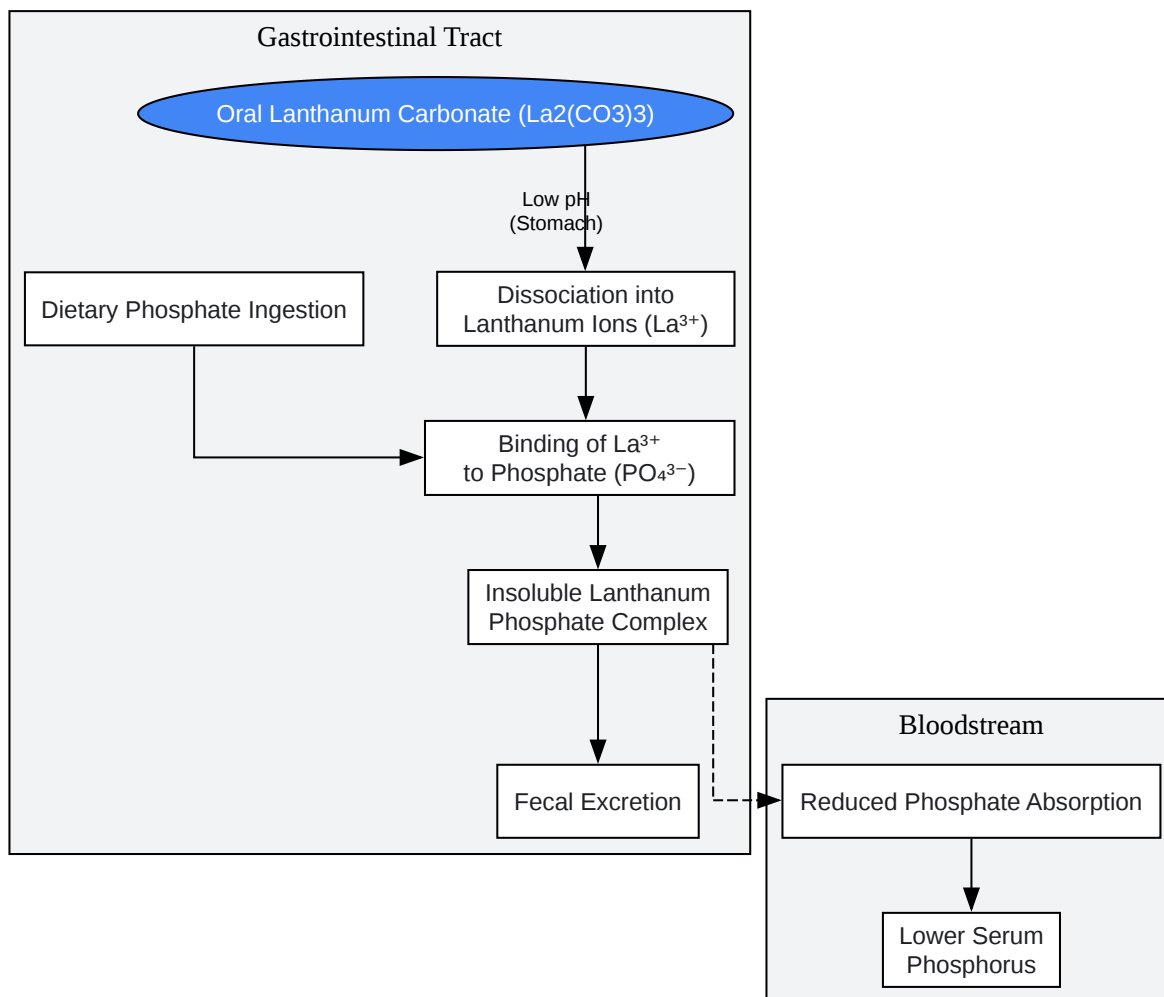 Gastrointestinal Tract
Oral Lanthanum Carbonate (La2(CO3)3)
Low pH
(Stomach)
Dietary Phosphate Ingestion
Dissociation into
Lanthanum Ions (La³⁺)
Binding of La³⁺
to Phosphate (PO₄³⁻)
Insoluble Lanthanum
Phosphate Complex
Fecal Excretion
Bloodstream
Reduced Phosphate Absorption
Lower Serum
Phosphorus